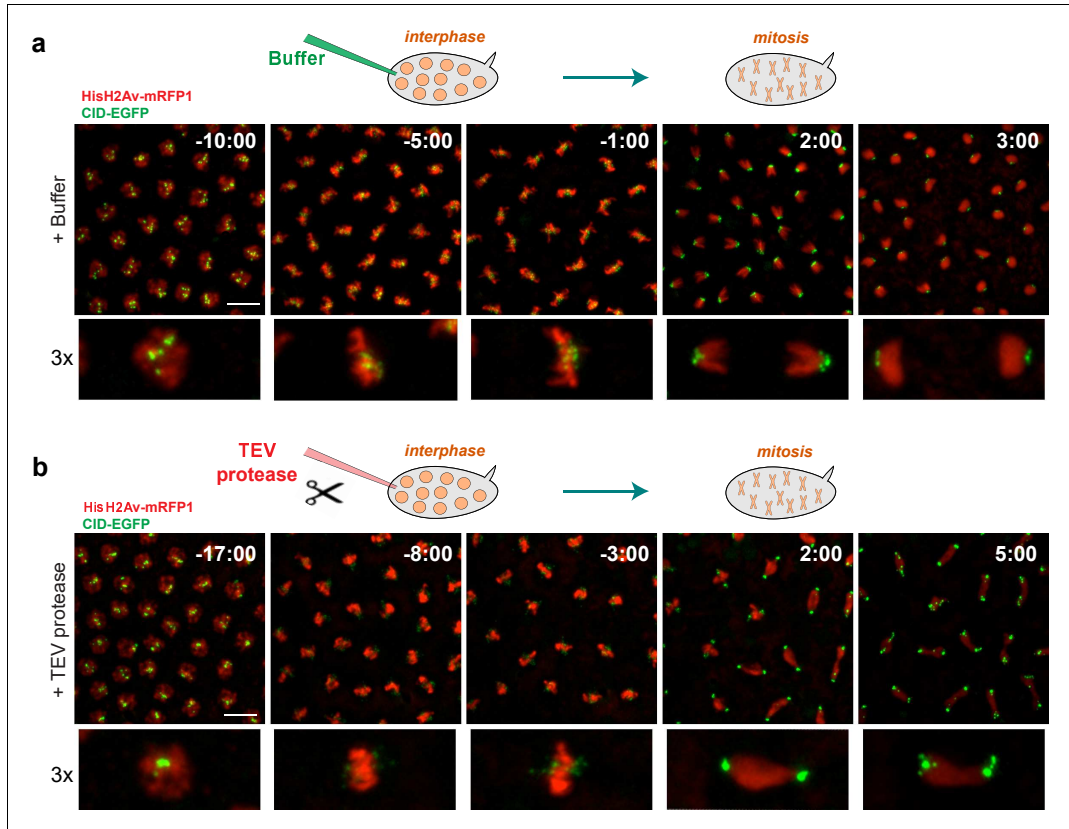 a
interphase
mitosis
Buffer
HisH2Av-mRFP1
CID-EGFP
-10:00
-5:00
-1:00
2:00
3:00
+ Buffer
3x
b
TEV
protease
interphase
mitosis
HisH2Av-mRFP1
CID-EGFP
-17:00
-8:00
-3:00
2:00
5:00
+ TEV protease
3x